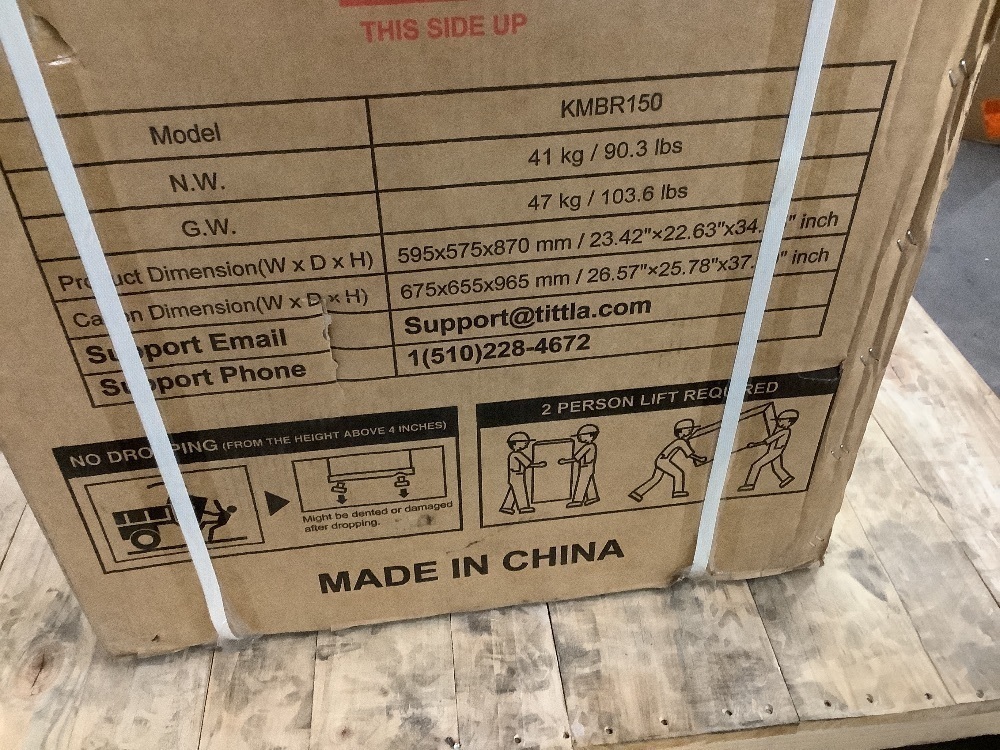 THIS SIDE UP
Model KMBR150
N.W. 41 kg / 90.3 lbs
G.W. 47 kg / 103.6 lbs
Product Dimension(W x D x H) 595x575x870 mm / 23.42"×22.63"x34. " inch
Carton Dimension(W x D x H) 675x655x965 mm / 26.57"×25.78"x37. " inch
Support Email Support@tittla.com
Support Phone 1(510)228-4672
NO DROPPING (FROM THE HEIGHT ABOVE 4 INCHES)
Might be dented or damaged
after dropping.
2 PERSON LIFT REQUIRED
MADE IN CHINA